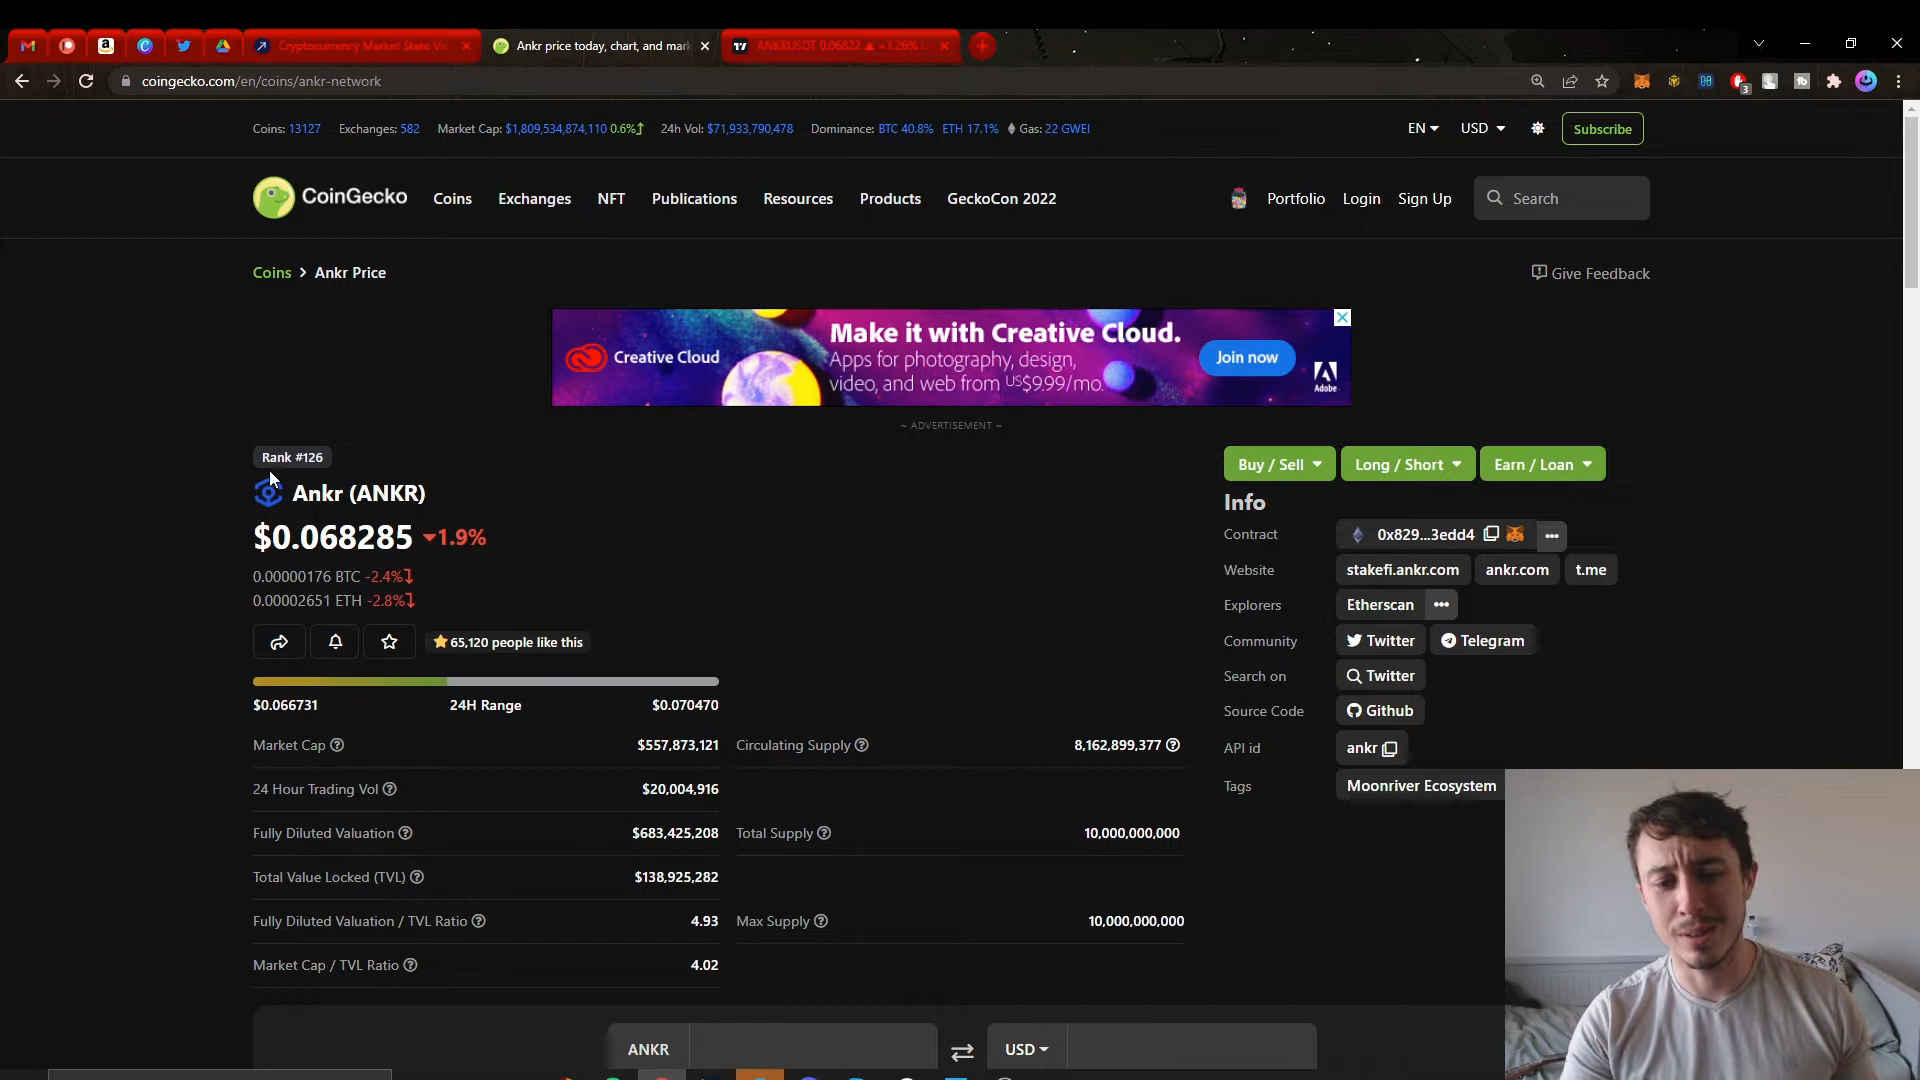 Cryptocurrency Market State Vi
Ankr price today, chart, and mark
ANKRUSDT 0.06822 ▲ +1.26%
coingecko.com/en/coins/ankr-network
3
Coins: 13127 Exchanges: 582 Market Cap: $1,809,534,874,110 0.6% 24h Vol: $71,933,790,478 Dominance: BTC 40.8% ETH 17.1% Gas: 22 GWEI
EN USD Subscribe
CoinGecko Coins Exchanges NFT Publications Resources Products GeckoCon 2022 Portfolio Login Sign Up Search
Coins > Ankr Price
Give Feedback
Creative Cloud
Make it with Creative Cloud.
Apps for photography, design,
video, and web from US$9.99/mo.
Join now
Adobe
~ ADVERTISEMENT ~
Rank #126
Ankr (ANKR)
$0.068285 1.9%
0.00000176 BTC -2.4%
0.00002651 ETH -2.8%
65,120 people like this
$0.066731 24H Range $0.070470
Market Cap $557,873,121 Circulating Supply 8,162,899,377
24 Hour Trading Vol $20,004,916
Fully Diluted Valuation $683,425,208 Total Supply 10,000,000,000
Total Value Locked (TVL) $138,925,282
Fully Diluted Valuation / TVL Ratio 4.93 Max Supply 10,000,000,000
Market Cap / TVL Ratio 4.02
Buy / Sell Long / Short Earn / Loan
Info
Contract 0x829...3edd4
Website stakefi.ankr.com ankr.com t.me
Explorers Etherscan
Community Twitter Telegram
Search on Twitter
Source Code Github
API id ankr
Tags Moonriver Ecosystem
ANKR USD